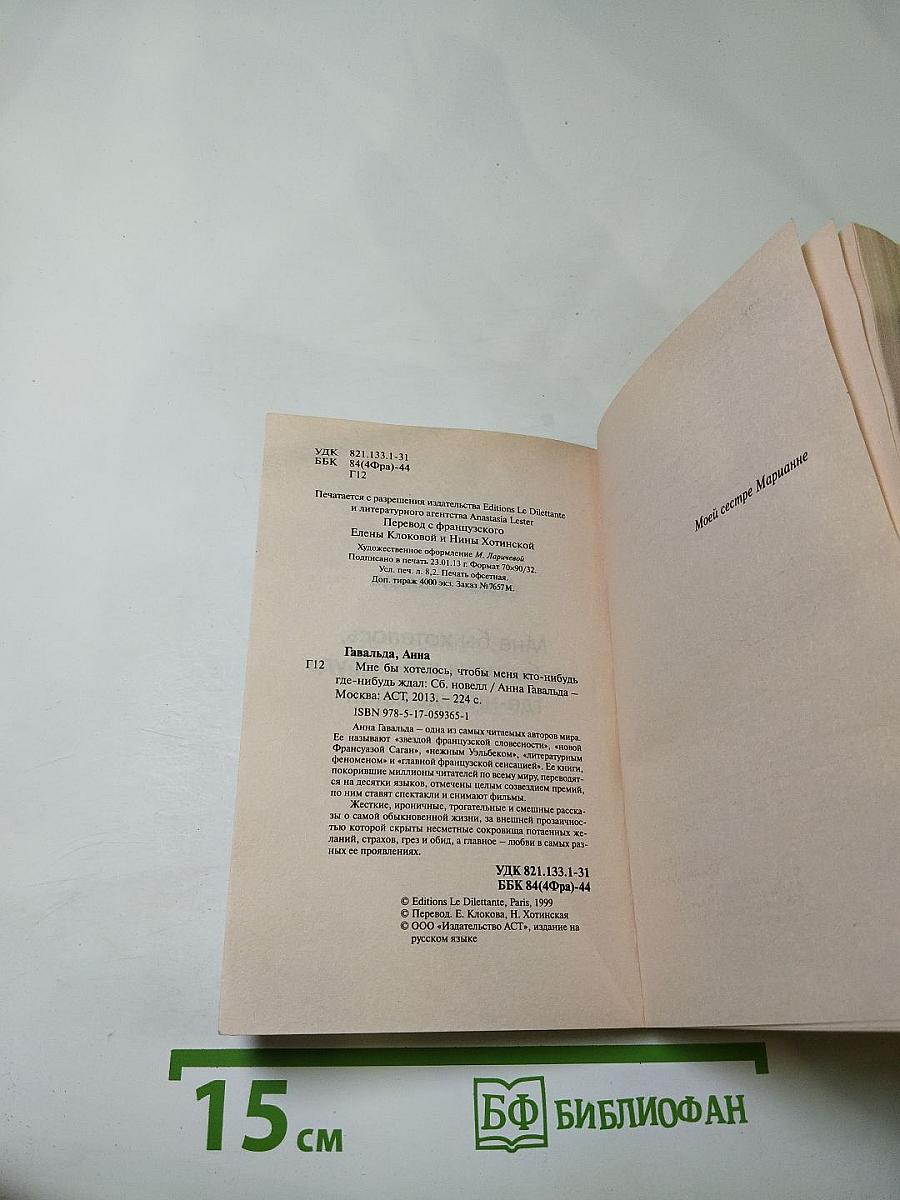 УДК 821.133.1-31
ББК 84(4Фра)-44
Г12
Печатается с разрешения издательства Editions Le Dilettante
и литературного агентства Anastasia Lester
Перевод с французского
Елены Клоковой и Нины Хотинской
Художественное оформление М. Ларичевой
Подписано в печать 23.01.13 г. Формат 70×90/32.
Усл. печ. л. 8,2. Печать офсетная.
Доп. тираж 4000 экз. Заказ № 7657М.
Гавальда, Анна
Г12 Мне бы хотелось, чтобы меня кто-нибудь
где-нибудь ждал: Сб. новелл / Анна Гавальда –
Москва: АСТ, 2013. – 224 с.
ISBN 978-5-17-059365-1
Анна Гавальда – одна из самых читаемых авторов мира.
Ее называют «звездой французской словесности», «новой
Франсуазой Саган», «нежным Уэльбеком», «литературным
феноменом» и «главной французской сенсацией». Ее книги,
покорившие миллионы читателей по всему миру, переводят-
ся на десятки языков, отмечены целым созвездием премий,
по ним ставят спектакли и снимают фильмы.
Жесткие, ироничные, трогательные и смешные расска-
зы о самой обыкновенной жизни, за внешней прозаичнос-
тью которой скрыты несметные сокровища потаенных же-
ланий, страхов, грез и обид, а главное – любви в самых раз-
ных ее проявлениях.
УДК 821.133.1-31
ББК 84(4Фра)-44
© Editions Le Dilettante, Paris, 1999
© Перевод. Е. Клокова, Н. Хотинская
© ООО «Издательство АСТ», издание на
русском языке
Моей сестре Марианне
15 см
БФ БИБЛИОФАН